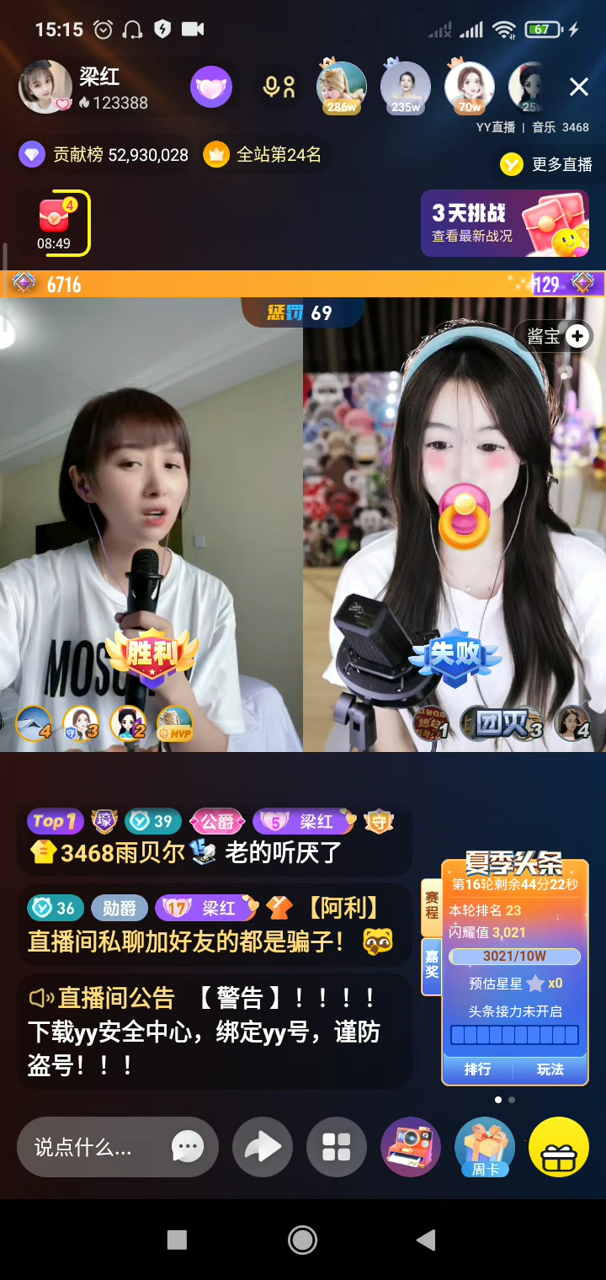 15:15
67
梁红
123388
286w
235w
70w
25w
YY直播 | 音乐 3468
贡献榜 52,930,028
全站第24名
更多直播
4
08:49
3天挑战
查看最新战况
6716
129
惩罚 69
酱宝
胜利
失败
4
3
2
MVP
1
团灭
3
4
Top1 壕 39 公爵 5 梁红 守
3468雨贝尔 老的听厌了
36 勋爵 17 梁红 【阿利】
直播间私聊加好友的都是骗子！
直播间公告 【 警告 】！！！！
下载yy安全中心，绑定yy号，谨防
盗号！！！
夏季头条
第16轮剩余44分22秒
赛程
本轮排名 23
闪耀值 3,021
3021/10W
嘉奖
预估星星 x0
头条接力未开启
排行
玩法
说点什么...
周卡